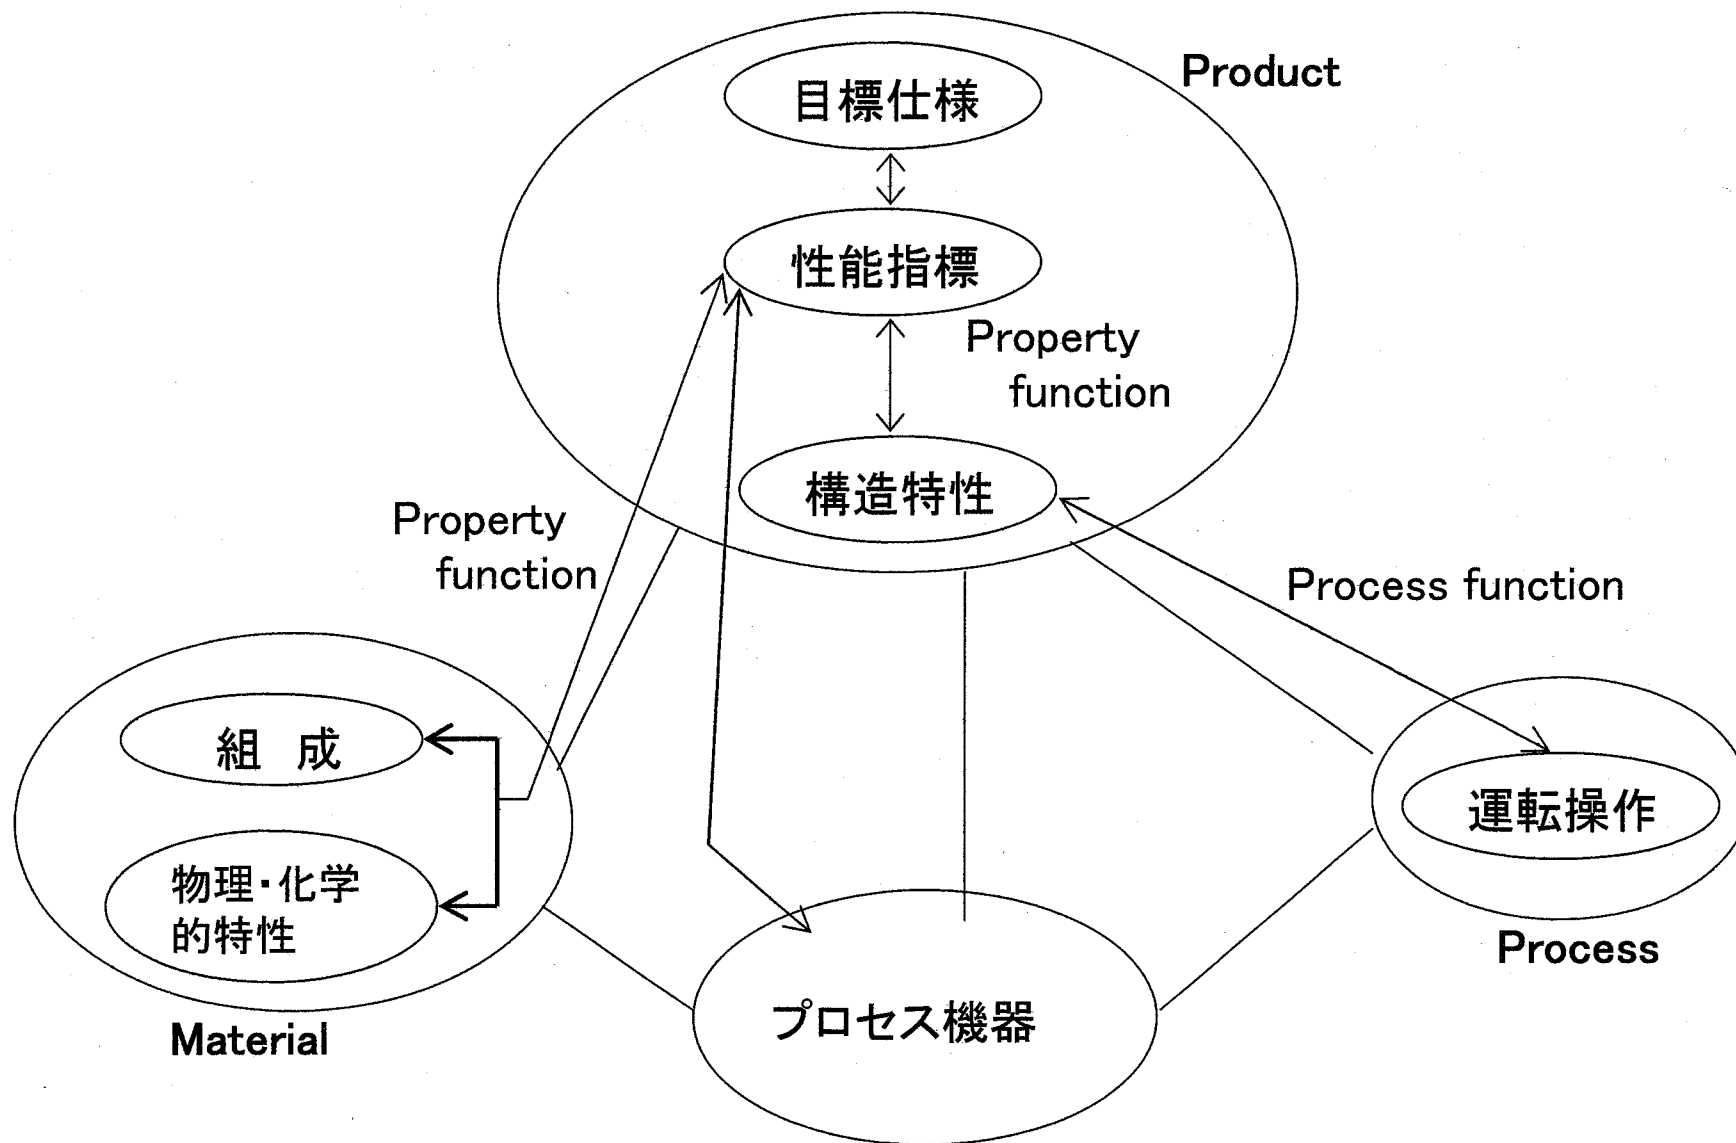 Product
目標仕様
性能指標
Property
function
構造特性
Property
function
Process function
組 成
物理・化学
的特性
Material
運転操作
Process
プロセス機器